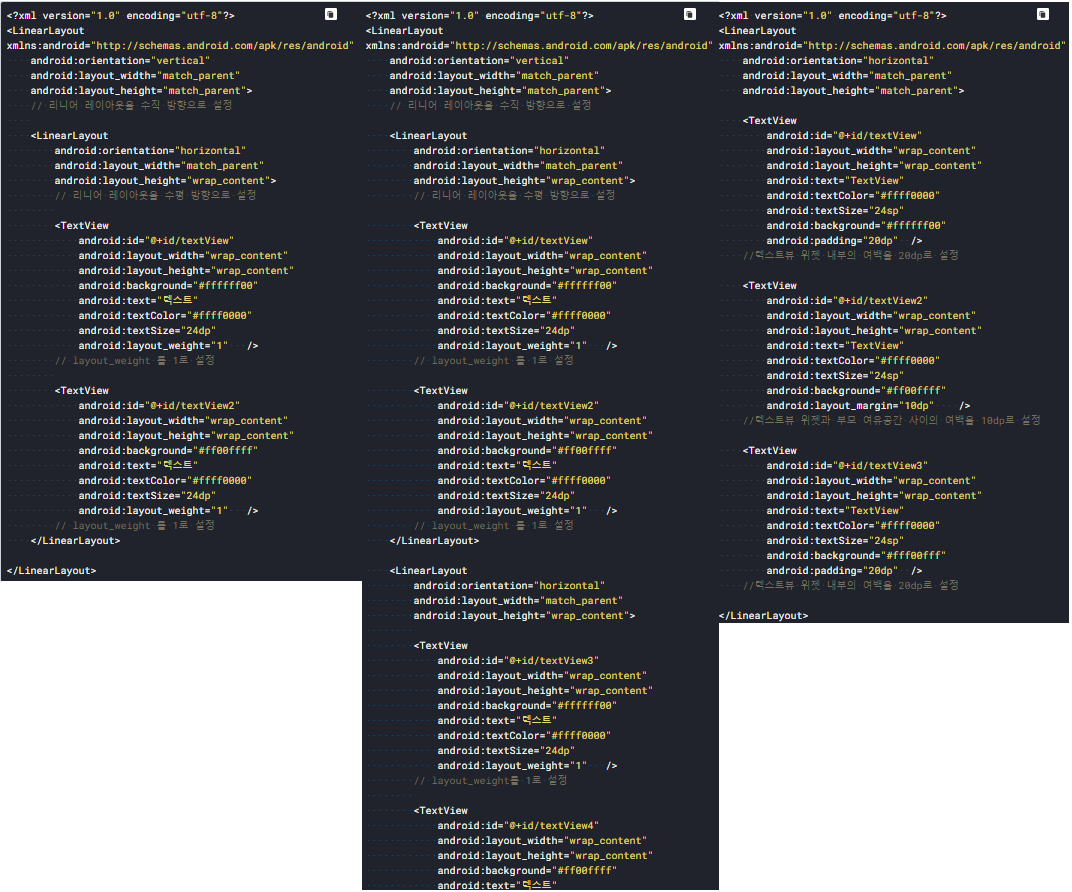 <?xml version="1.0" encoding="utf-8"?>
<LinearLayout
xmlns:android="http://schemas.android.com/apk/res/android"
android:orientation="vertical"
android:layout_width="match_parent"
android:layout_height="match_parent">
// 리니어 레이아웃을 수직 방향으로 설정
<LinearLayout
android:orientation="horizontal"
android:layout_width="match_parent"
android:layout_height="wrap_content">
// 리니어 레이아웃을 수평 방향으로 설정
<TextView
android:id="@+id/textView"
android:layout_width="wrap_content"
android:layout_height="wrap_content"
android:background="#ffffff00"
android:text="텍스트"
android:textColor="#ffff0000"
android:textSize="24dp"
android:layout_weight="1" />
// layout_weight 를 1로 설정
<TextView
android:id="@+id/textView2"
android:layout_width="wrap_content"
android:layout_height="wrap_content"
android:background="#ff00ffff"
android:text="텍스트"
android:textColor="#ffff0000"
android:textSize="24dp"
android:layout_weight="1" />
// layout_weight 를 1로 설정
</LinearLayout>
</LinearLayout>
<?xml version="1.0" encoding="utf-8"?>
<LinearLayout
xmlns:android="http://schemas.android.com/apk/res/android"
android:orientation="vertical"
android:layout_width="match_parent"
android:layout_height="match_parent">
// 리니어 레이아웃을 수직 방향으로 설정
<LinearLayout
android:orientation="horizontal"
android:layout_width="match_parent"
android:layout_height="wrap_content">
// 리니어 레이아웃을 수평 방향으로 설정
<TextView
android:id="@+id/textView"
android:layout_width="wrap_content"
android:layout_height="wrap_content"
android:background="#ffffff00"
android:text="텍스트"
android:textColor="#ffff0000"
android:textSize="24dp"
android:layout_weight="1" />
// layout_weight 를 1로 설정
<TextView
android:id="@+id/textView2"
android:layout_width="wrap_content"
android:layout_height="wrap_content"
android:background="#ff00ffff"
android:text="텍스트"
android:textColor="#ffff0000"
android:textSize="24dp"
android:layout_weight="1" />
// layout_weight 를 1로 설정
</LinearLayout>
<LinearLayout
android:orientation="horizontal"
android:layout_width="match_parent"
android:layout_height="wrap_content">
<TextView
android:id="@+id/textView3"
android:layout_width="wrap_content"
android:layout_height="wrap_content"
android:background="#ffffff00"
android:text="텍스트"
android:textColor="#ffff0000"
android:textSize="24dp"
android:layout_weight="1" />
// layout_weight를 1로 설정
<TextView
android:id="@+id/textView4"
android:layout_width="wrap_content"
android:layout_height="wrap_content"
android:background="#ff00ffff"
android:text="텍스트"
<?xml version="1.0" encoding="utf-8"?>
<LinearLayout
xmlns:android="http://schemas.android.com/apk/res/android"
android:orientation="horizontal"
android:layout_width="match_parent"
android:layout_height="match_parent">
<TextView
android:id="@+id/textView"
android:layout_width="wrap_content"
android:layout_height="wrap_content"
android:text="TextView"
android:textColor="#ffff0000"
android:textSize="24sp"
android:background="#ffffff00"
android:padding="20dp" />
//텍스트뷰 위젯 내부의 여백을 20dp로 설정
<TextView
android:id="@+id/textView2"
android:layout_width="wrap_content"
android:layout_height="wrap_content"
android:text="TextView"
android:textColor="#ffff0000"
android:textSize="24sp"
android:background="#ff00ffff"
android:layout_margin="10dp" />
//텍스트뷰 위젯과 부모 여유공간 사이의 여백을 10dp로 설정
<TextView
android:id="@+id/textView3"
android:layout_width="wrap_content"
android:layout_height="wrap_content"
android:text="TextView"
android:textColor="#ffff0000"
android:textSize="24sp"
android:background="#fff00fff"
android:padding="20dp" />
//텍스트뷰 위젯 내부의 여백을 20dp로 설정
</LinearLayout>